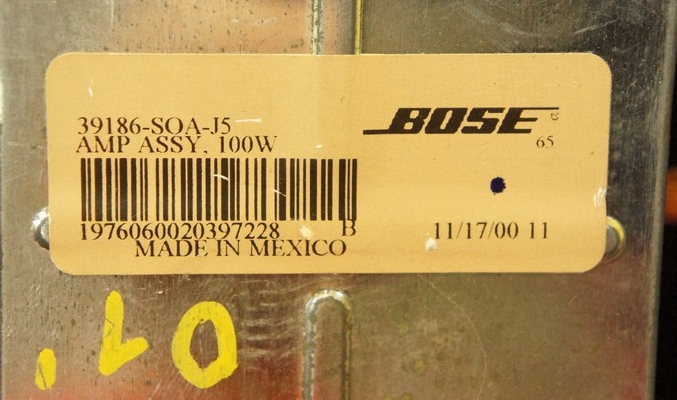 39186-SOA-J5
AMP ASSY, 100W
BOSE ®
65
1976060020397228 B
11/17/00 11
MADE IN MEXICO